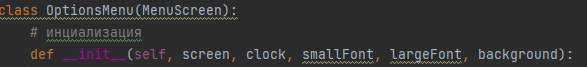 class OptionsMenu(MenuScreen):
# инциализация
def __init__(self, screen, clock, smallFont, largeFont, background):